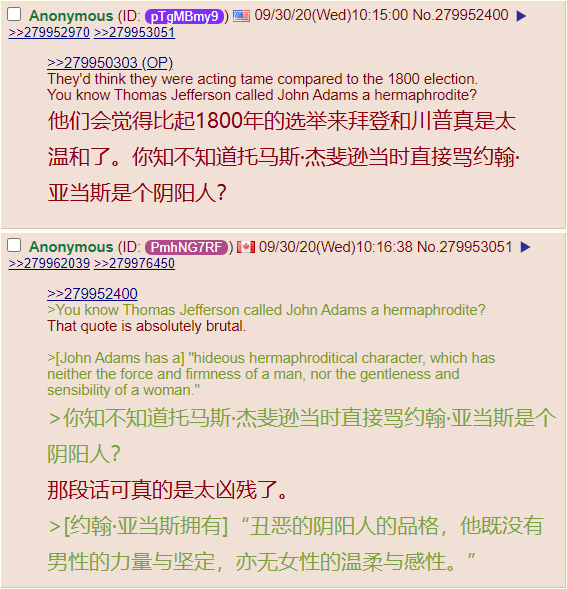 Anonymous (ID: pTgMBmy9) 09/30/20(Wed)10:15:00 No.279952400 ▶
>>279952970 >>279953051
>>279950303 (OP)
They'd think they were acting tame compared to the 1800 election.
You know Thomas Jefferson called John Adams a hermaphrodite?
他们会觉得比起1800年的选举来拜登和川普真是太
温和了。你知不知道托马斯·杰斐逊当时直接骂约翰·
亚当斯是个阴阳人?
Anonymous (ID: PmhNG7RF) 09/30/20(Wed)10:16:38 No.279953051 ▶
>>279962039 >>279976450
>>279952400
>You know Thomas Jefferson called John Adams a hermaphrodite?
That quote is absolutely brutal.
>[John Adams has a] "hideous hermaphroditical character, which has
neither the force and firmness of a man, nor the gentleness and
sensibility of a woman."
>你知不知道托马斯·杰斐逊当时直接骂约翰·亚当斯是个
阴阳人?
那段话可真的是太凶残了。
>[约翰·亚当斯拥有]“丑恶的阴阳人的品格，他既没有
男性的力量与坚定，亦无女性的温柔与感性。”